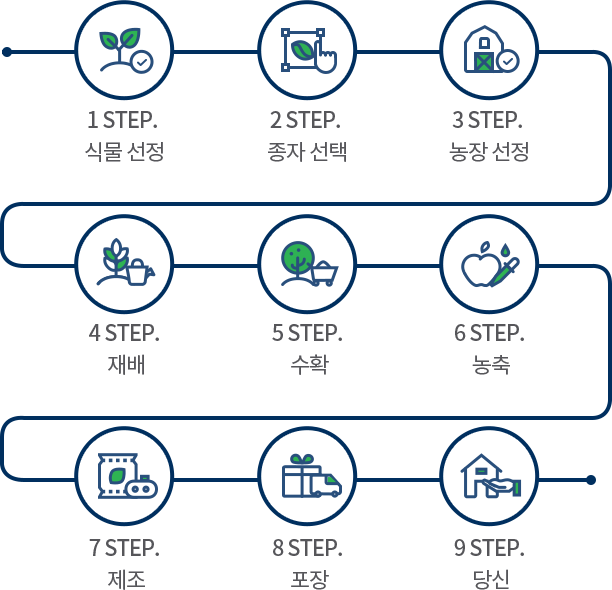 1 STEP.
식물 선정
2 STEP.
종자 선택
3 STEP.
농장 선정
4 STEP.
재배
5 STEP.
수확
6 STEP.
농축
7 STEP.
제조
8 STEP.
포장
9 STEP.
당신